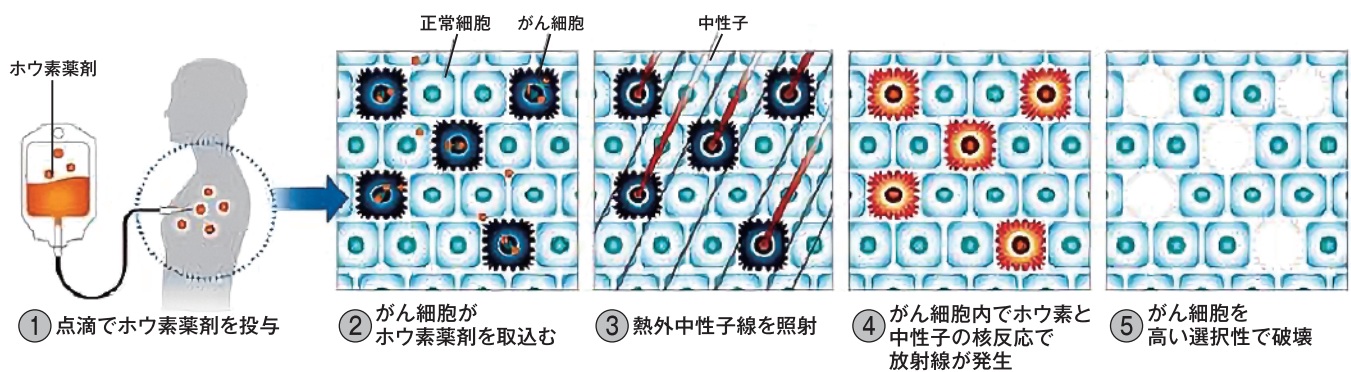 正常細胞
がん細胞
中性子
ホウ素薬剤
① 点滴でホウ素薬剤を投与
② がん細胞が
ホウ素薬剤を取込む
③ 熱外中性子線を照射
④ がん細胞内でホウ素と
中性子の核反応で
放射線が発生
⑤ がん細胞を
高い選択性で破壊